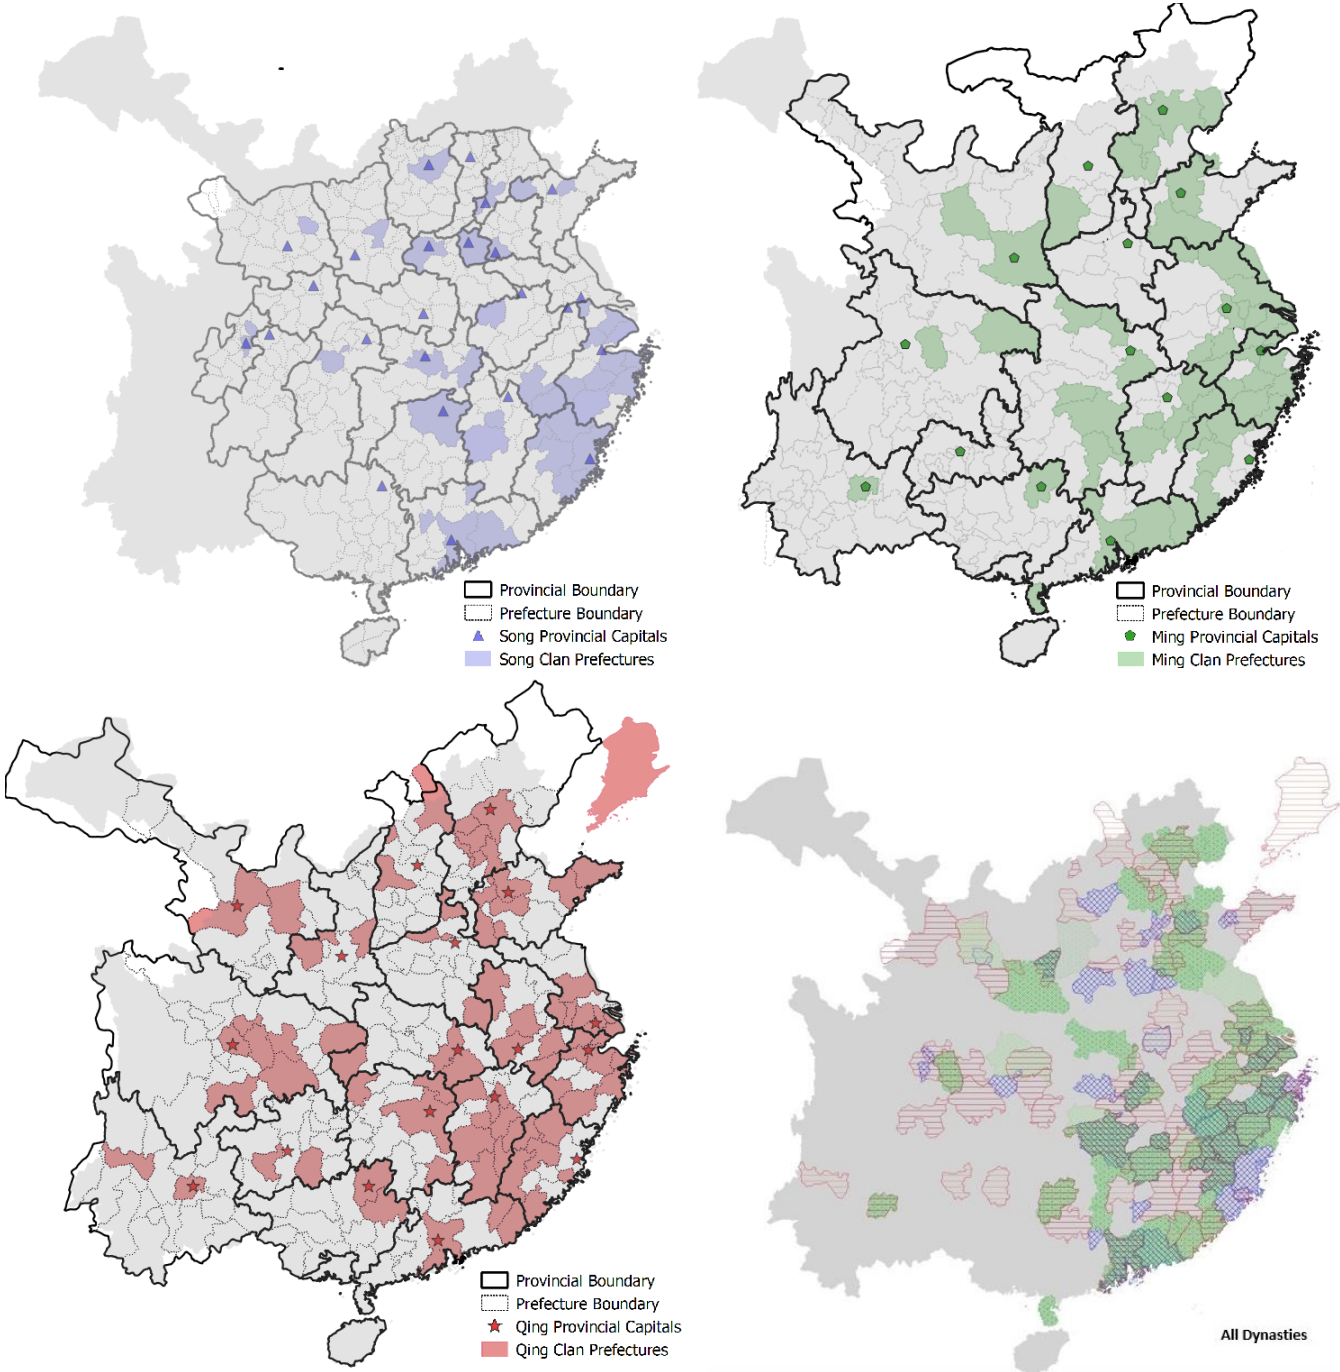 Provincial Boundary
Prefecture Boundary
Song Provincial Capitals
Song Clan Prefectures
Provincial Boundary
Prefecture Boundary
Ming Provincial Capitals
Ming Clan Prefectures
Provincial Boundary
Prefecture Boundary
Qing Provincial Capitals
Qing Clan Prefectures
All Dynasties